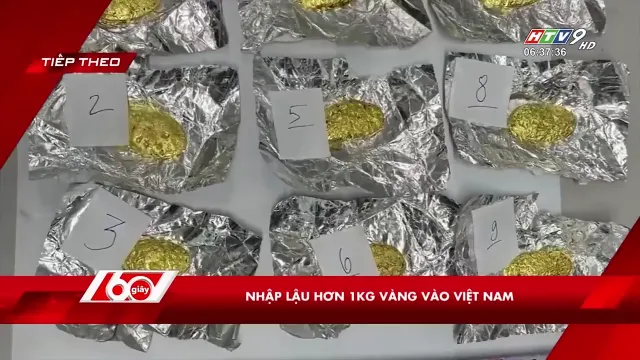 TIẾP THEO
HTV9 HD
06:37:36
2
5
8
3
6
9
60 giây
NHẬP LẬU HƠN 1KG VÀNG VÀO VIỆT NAM